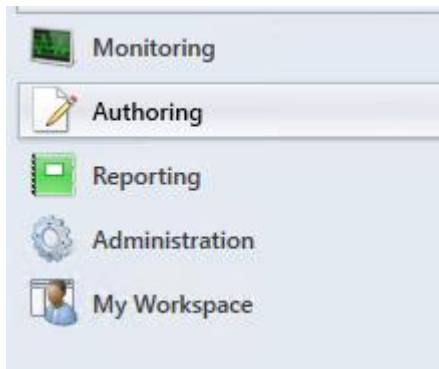 Monitoring
Authoring
Reporting
Administration
My Workspace